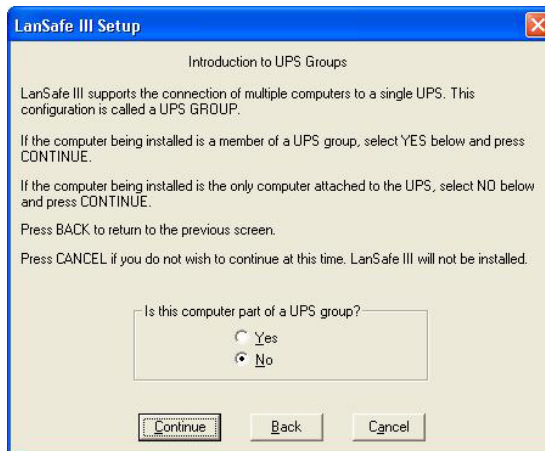 LanSafe III Setup
Introduction to UPS Groups
LanSafe III supports the connection of multiple computers to a single UPS. This
configuration is called a UPS GROUP.
If the computer being installed is a member of a UPS group, select YES below and press
CONTINUE.
If the computer being installed is the only computer attached to the UPS, select NO below
and press CONTINUE.
Press BACK to return to the previous screen.
Press CANCEL if you do not wish to continue at this time. LanSafe III will not be installed.
Is this computer part of a UPS group?
Yes
No
Continue Back Cancel